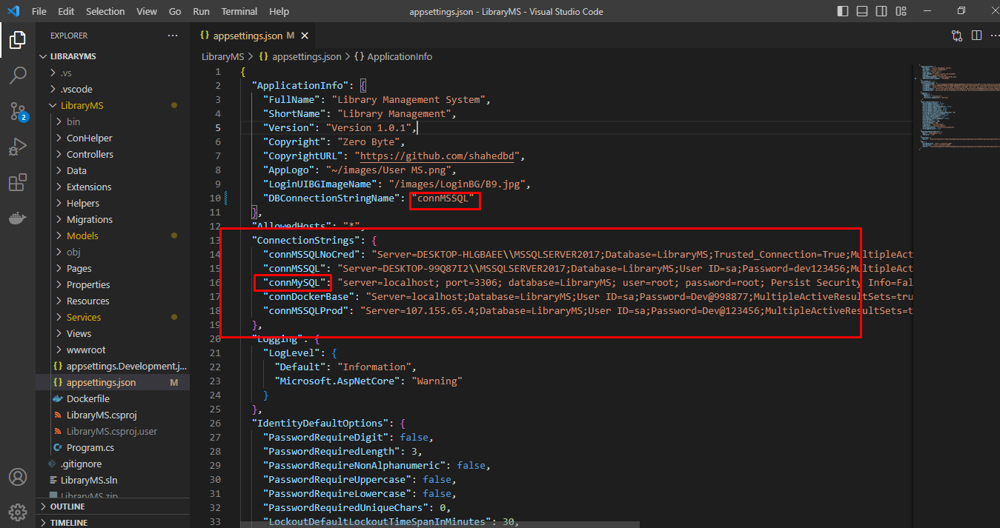 File Edit Selection View Go Run Terminal Help appsettings.json - LibraryMS - Visual Studio Code
EXPLORER
LIBRARYMS
.vs
.vscode
LibraryMS
bin
ConHelper
Controllers
Data
Extensions
Helpers
Migrations
Models
obj
Pages
Properties
Resources
Services
Views
wwwroot
appsettings.Development.j...
appsettings.json M
Dockerfile
LibraryMS.csproj
LibraryMS.csproj.user
Program.cs
.gitignore
LibraryMS.sln
LibraryMS.zip
OUTLINE
TIMELINE
2
{} appsettings.json M
LibraryMS > {} appsettings.json > {} ApplicationInfo
1 {
2 "ApplicationInfo": {
3 "FullName": "Library Management System",
4 "ShortName": "Library Management",
5 "Version": "Version 1.0.1",
6 "Copyright": "Zero Byte",
7 "CopyrightURL": "https://github.com/shahedbd",
8 "AppLogo": "~/images/User MS.png",
9 "LoginUIBGImageName": "/images/LoginBG/B9.jpg",
10 "DBConnectionStringName": "connMSSQL"
11 },
12 "AllowedHosts": "*",
13 "ConnectionStrings": {
14 "connMSSQLNoCred": "Server=DESKTOP-HLGBAEE\\MSSQLSERVER2017;Database=LibraryMS;Trusted_Connection=True;MultipleAct
15 "connMSSQL": "Server=DESKTOP-99Q87I2\\MSSQLSERVER2017;Database=LibraryMS;User ID=sa;Password=dev123456;MultipleAct
16 "connMySQL": "server=localhost; port=3306; database=LibraryMS; user=root; password=root; Persist Security Info=Fal
17 "connDockerBase": "Server=localhost;Database=LibraryMS;User ID=sa;Password=Dev@998877;MultipleActiveResultSets=tru
18 "connMSSQLProd": "Server=107.155.65.4;Database=LibraryMS;User ID=sa;Password=Dev@123456;MultipleActiveResultSets=t
19 },
20 "Logging": {
21 "LogLevel": {
22 "Default": "Information",
23 "Microsoft.AspNetCore": "Warning"
24 }
25 },
26 "IdentityDefaultOptions": {
27 "PasswordRequireDigit": false,
28 "PasswordRequiredLength": 3,
29 "PasswordRequireNonAlphanumeric": false,
30 "PasswordRequireUppercase": false,
31 "PasswordRequireLowercase": false,
32 "PasswordRequiredUniqueChars": 0,
33 "LockoutDefaultLockoutTimeSpanInMinutes": 30,